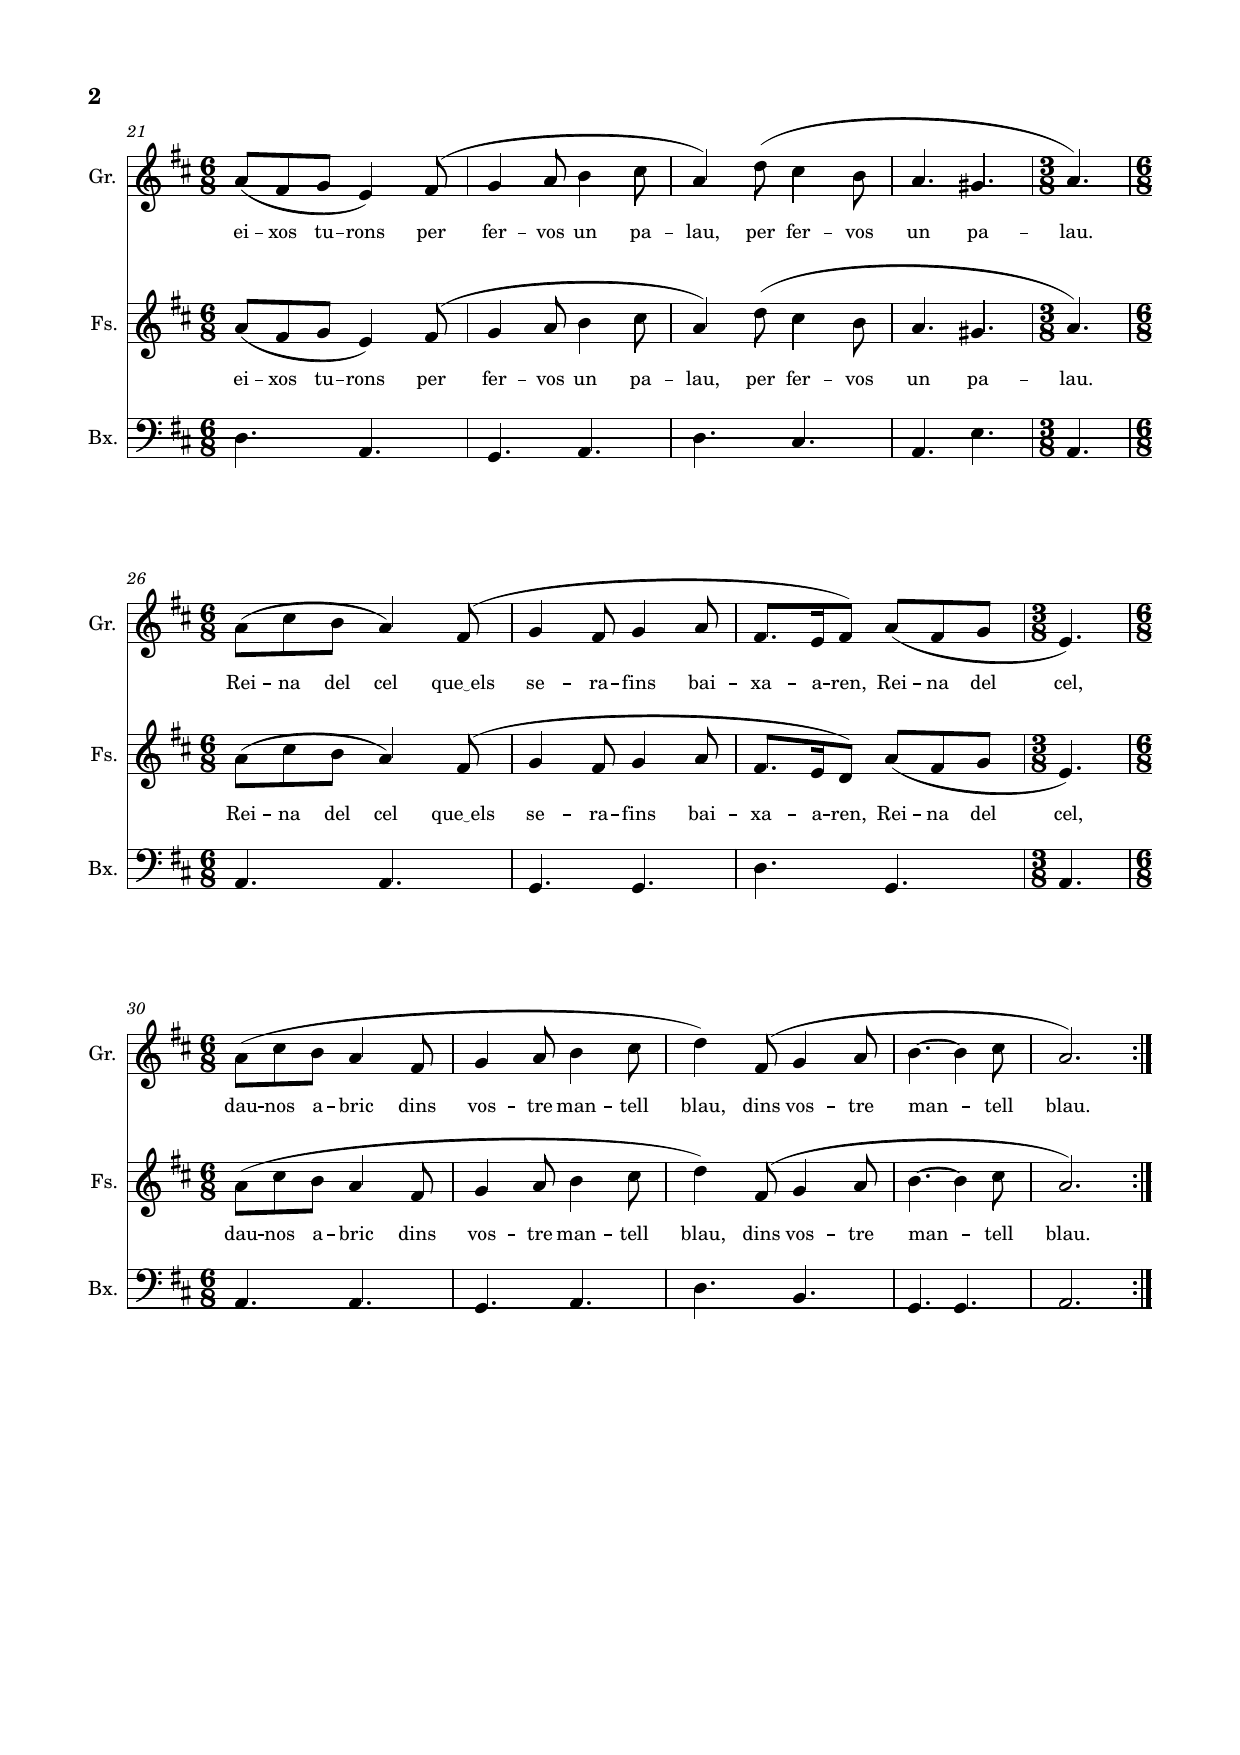 2
21
Gr.
ei – xos tu – rons per fer – vos un pa – lau, per fer – vos un pa – lau.
Fs.
ei – xos tu – rons per fer – vos un pa – lau, per fer – vos un pa – lau.
Bx.
26
Gr.
Rei – na del cel que‿els se – ra – fins bai – xa – a – ren, Rei – na del cel,
Fs.
Rei – na del cel que‿els se – ra – fins bai – xa – a – ren, Rei – na del cel,
Bx.
30
Gr.
dau – nos a – bric dins vos – tre man – tell blau, dins vos – tre man – tell blau.
Fs.
dau – nos a – bric dins vos – tre man – tell blau, dins vos – tre man – tell blau.
Bx.